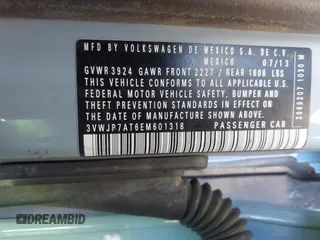 MFD. BY VOLKSWAGEN DE MEXICO S.A. DE C.V.
MEXICO 07/13
GVWR 3924 GAWR FRONT 2227 / REAR 1808 LBS
THIS VEHICLE CONFORMS TO ALL APPLICABLE
FEDERAL MOTOR VEHICLE SAFETY, BUMPER AND
THEFT PREVENTION STANDARDS IN EFFECT ON
THE DATE OF MANUFACTURE SHOWN ABOVE
3VWJP7AT6EM601318 PASSENGER CAR
2989207 1030 M
DREAMBID